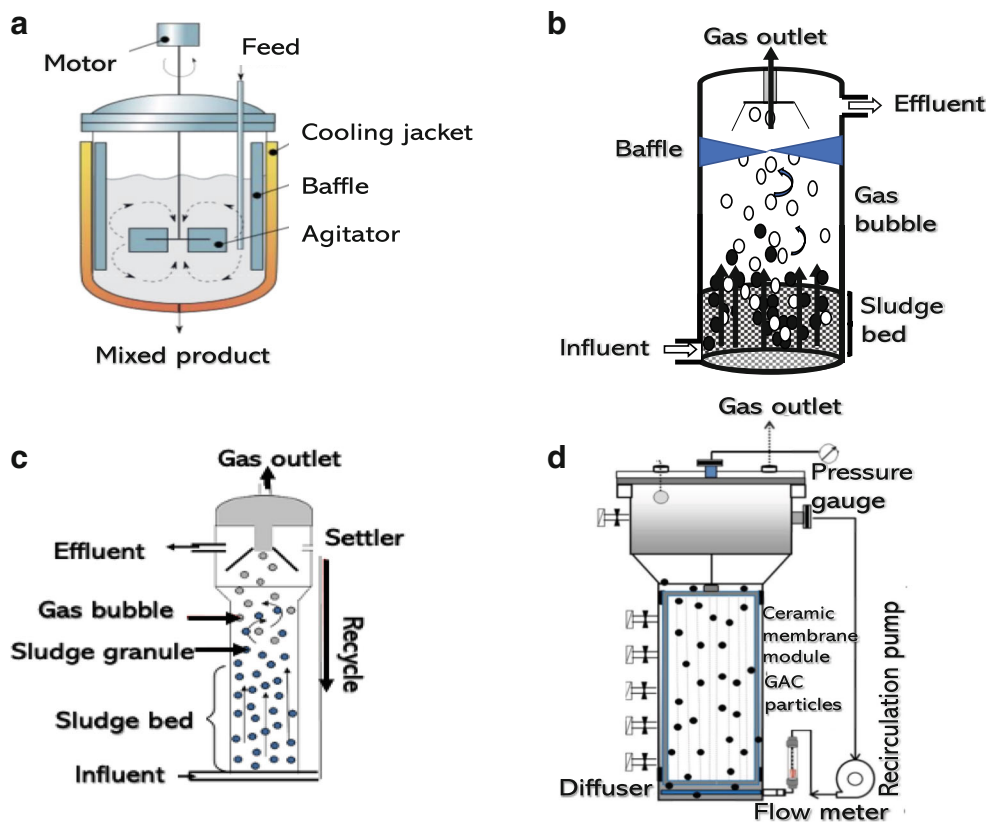 a
Motor
Feed
Cooling jacket
Baffle
Agitator
Mixed product
b
Gas outlet
Effluent
Baffle
Gas
bubble
Sludge
bed
Influent
c
Gas outlet
Effluent
Settler
Gas bubble
Sludge granule
Recycle
Sludge bed
Influent
d
Gas outlet
Pressure
gauge
Ceramic
membrane
module
GAC
particles
Recirculation pump
Diffuser
Flow meter